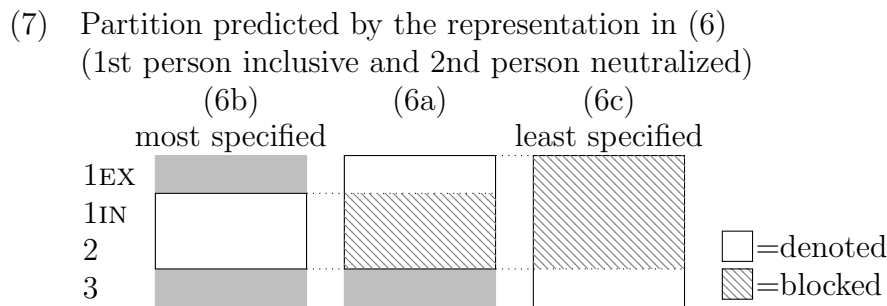 (7) Partition predicted by the representation in (6)
(1st person inclusive and 2nd person neutralized)
(6b) (6a) (6c)
most specified least specified
1EX
1IN
2
3
=denoted
=blocked